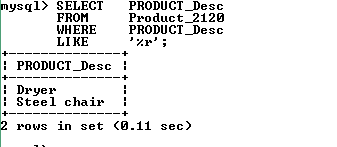 mysql> SELECT PRODUCT_Desc
FROM Product_2120
WHERE PRODUCT_Desc
LIKE '%r';
+--------------+
| PRODUCT_Desc |
+--------------+
| Dryer |
| Steel chair |
+--------------+
2 rows in set (0.11 sec)